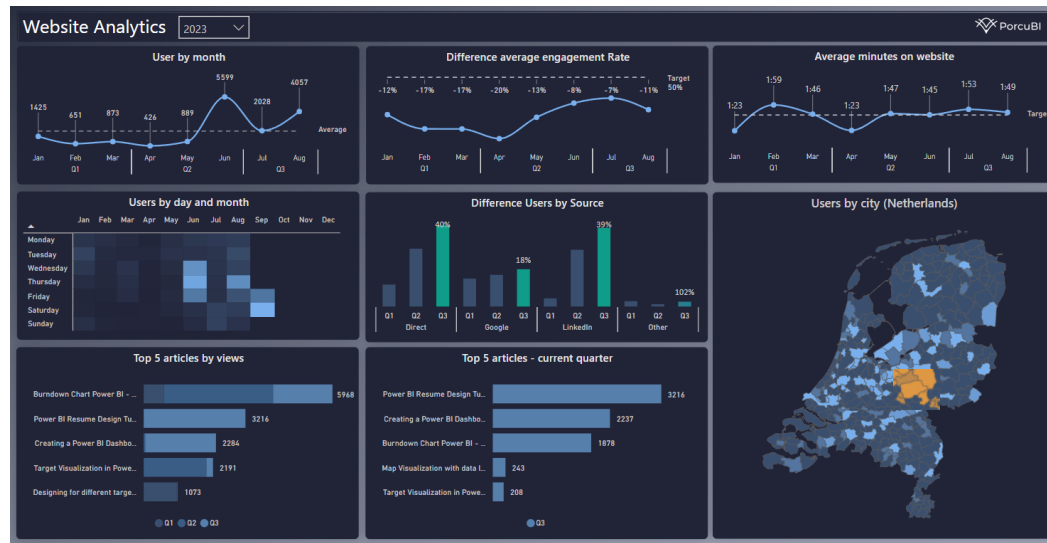 Website Analytics
2023
PorcuBI
User by month
1425
651
873
426
889
5599
2028
4057
Average
Jan Feb Mar Apr May Jun Jul Aug
Q1 Q2 Q3
Difference average engagement Rate
-12% -17% -17% -20% -13% -8% -7% -11%
Target
50%
Jan Feb Mar Apr May Jun Jul Aug
Q1 Q2 Q3
Average minutes on website
1:23
1:59
1:46
1:23
1:47
1:45
1:53
1:49
Targe
Jan Feb Mar Apr May Jun Jul Aug
Q1 Q2 Q3
Users by day and month
Jan Feb Mar Apr May Jun Jul Aug Sep Oct Nov Dec
Monday
Tuesday
Wednesday
Thursday
Friday
Saturday
Sunday
Difference Users by Source
40%
18%
39%
102%
Q1 Q2 Q3 Q1 Q2 Q3 Q1 Q2 Q3 Q1 Q2 Q3
Direct Google LinkedIn Other
Users by city (Netherlands)
Top 5 articles by views
Burndown Chart Power BI - ... 5968
Power BI Resume Design Tu... 3216
Creating a Power BI Dashbo... 2284
Target Visualization in Powe... 2191
Designing for different targe... 1073
Q1 Q2 Q3
Top 5 articles - current quarter
Power BI Resume Design Tu... 3216
Creating a Power BI Dashbo... 2237
Burndown Chart Power BI - ... 1878
Map Visualization with data l... 243
Target Visualization in Powe... 208
Q3